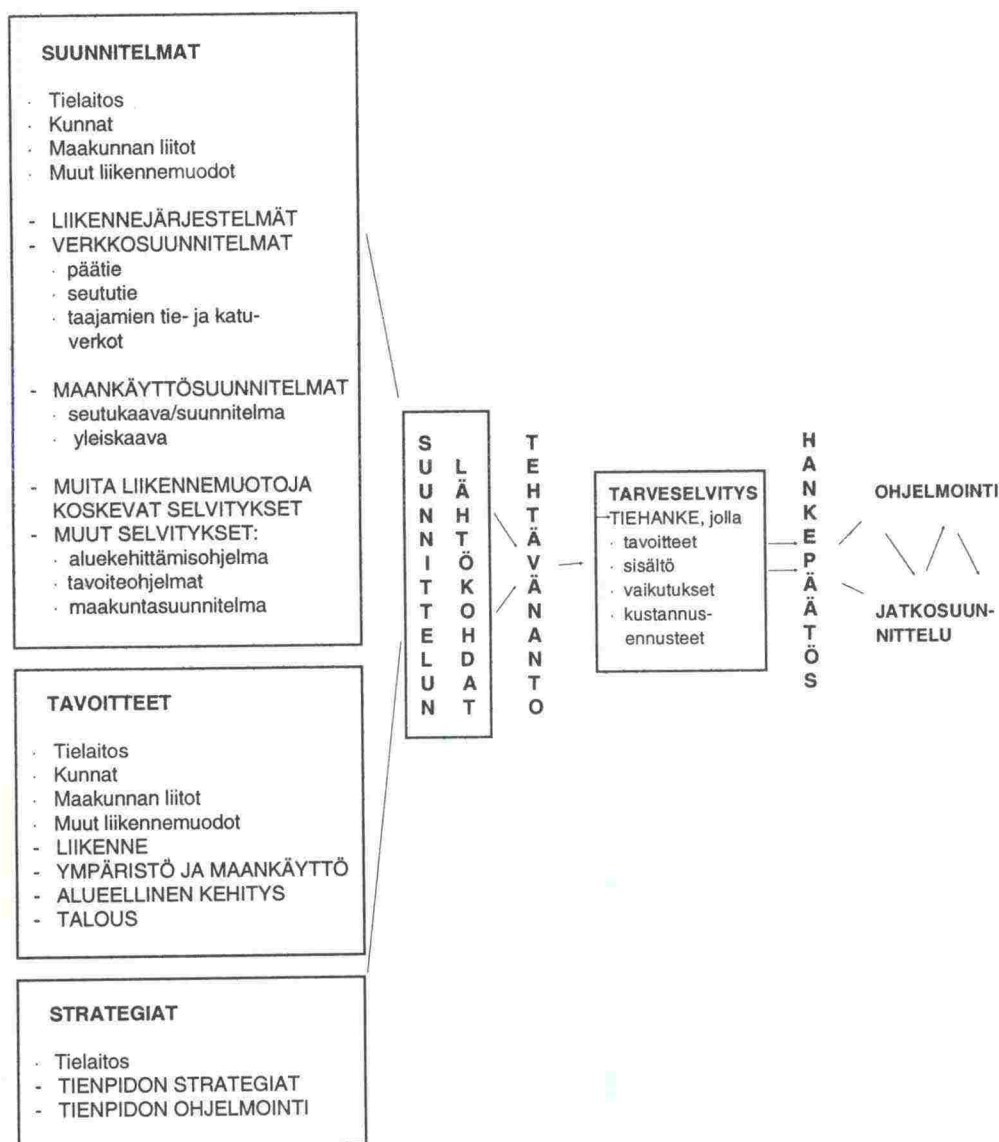 SUUNNITELMAT
· Tielaitos
· Kunnat
· Maakunnan liitot
· Muut liikennemuodot
- LIIKENNEJÄRJESTELMÄT
- VERKKOSUUNNITELMAT
· päätie
· seututie
· taajamien tie- ja katu-
verkot
- MAANKÄYTTÖSUUNNITELMAT
· seutukaava/suunnitelma
· yleiskaava
- MUITA LIIKENNEMUOTOJA
KOSKEVAT SELVITYKSET
- MUUT SELVITYKSET:
· aluekehittämisohjelma
· tavoiteohjelmat
· maakuntasuunnitelma
TAVOITTEET
· Tielaitos
· Kunnat
· Maakunnan liitot
· Muut liikennemuodot
- LIIKENNE
- YMPÄRISTÖ JA MAANKÄYTTÖ
- ALUEELLINEN KEHITYS
- TALOUS
STRATEGIAT
· Tielaitos
- TIENPIDON STRATEGIAT
- TIENPIDON OHJELMOINTI
SUUNNITTELUN
LÄHTÖKOHDAT
TEHTÄVÄNANTO
TARVESELVITYS
TIEHANKE, jolla
· tavoitteet
· sisältö
· vaikutukset
· kustannus-
ennusteet
HANKEPÄÄTÖS
OHJELMOINTI
JATKOSUUN-
NITTELU